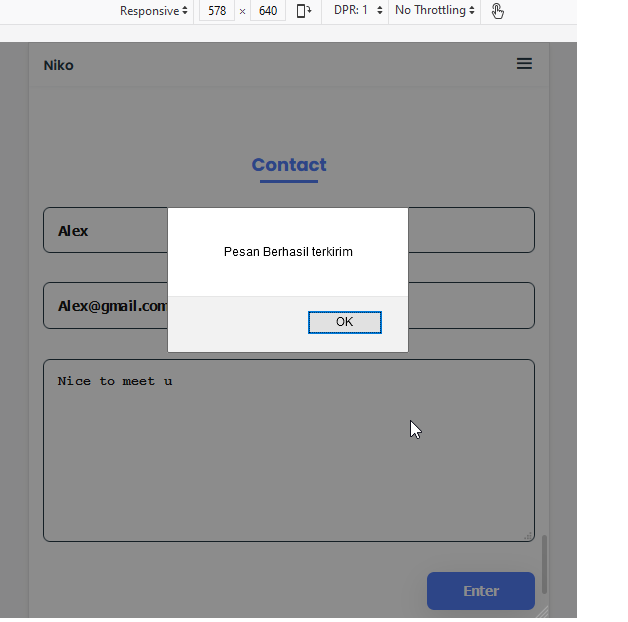 Responsive 578 × 640 DPR: 1 No Throttling
Niko
Contact
Alex
Pesan Berhasil terkirim
Alex@gmail.com
OK
Nice to meet u
Enter